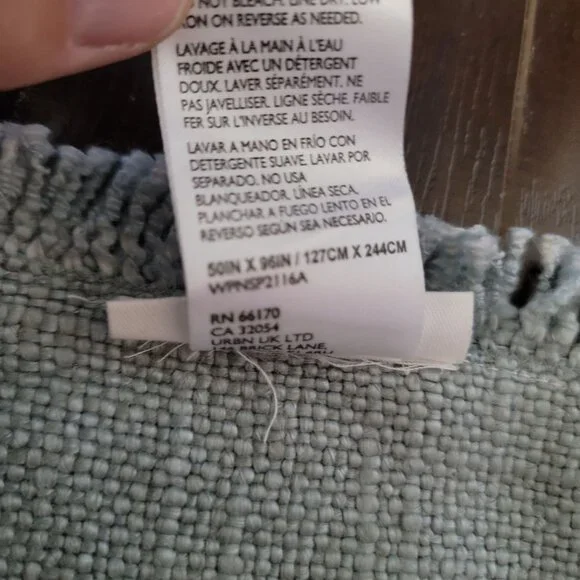 NOT BLEACH. LINE DRY. LOW
IRON ON REVERSE AS NEEDED.
LAVAGE À LA MAIN À L'EAU
FROIDE AVEC UN DÉTERGENT
DOUX. LAVER SÉPARÉMENT. NE
PAS JAVELLISER. LIGNE SÈCHE. FAIBLE
FER SUR L'INVERSE AU BESOIN.
LAVAR A MANO EN FRÍO CON
DETERGENTE SUAVE. LAVAR POR
SEPARADO. NO USA
BLANQUEADOR. LÍNEA SECA.
PLANCHAR A FUEGO LENTO EN EL
REVERSO SEGÚN SEA NECESARIO.
50IN X 96IN / 127CM X 244CM
WPNSP2116A
RN 66170
CA 32054
URBN UK LTD
BRICK LANE,